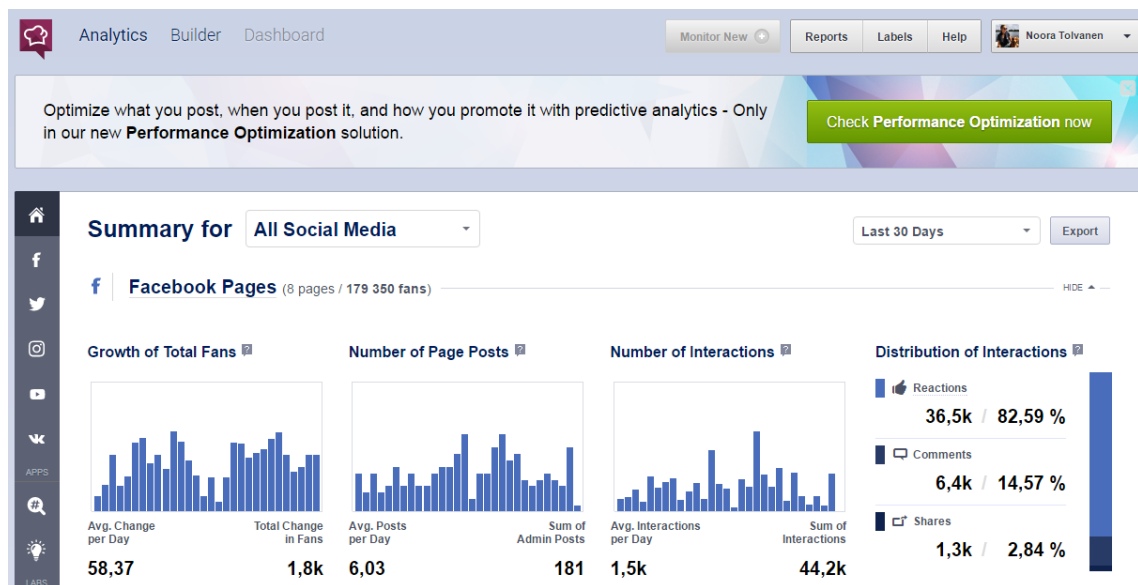 Analytics Builder Dashboard
Monitor New
Reports
Labels
Help
Noora Tolvanen
Optimize what you post, when you post it, and how you promote it with predictive analytics - Only
in our new Performance Optimization solution.
Check Performance Optimization now
Summary for
All Social Media
Last 30 Days
Export
Facebook Pages (8 pages / 179 350 fans)
HIDE
APPS
LABS
Growth of Total Fans ?
Avg. Change
per Day
Total Change
in Fans
58,37
1,8k
Number of Page Posts ?
Avg. Posts
per Day
Sum of
Admin Posts
6,03
181
Number of Interactions ?
Avg. Interactions
per Day
Sum of
Interactions
1,5k
44,2k
Distribution of Interactions ?
Reactions
36,5k / 82,59 %
Comments
6,4k / 14,57 %
Shares
1,3k / 2,84 %